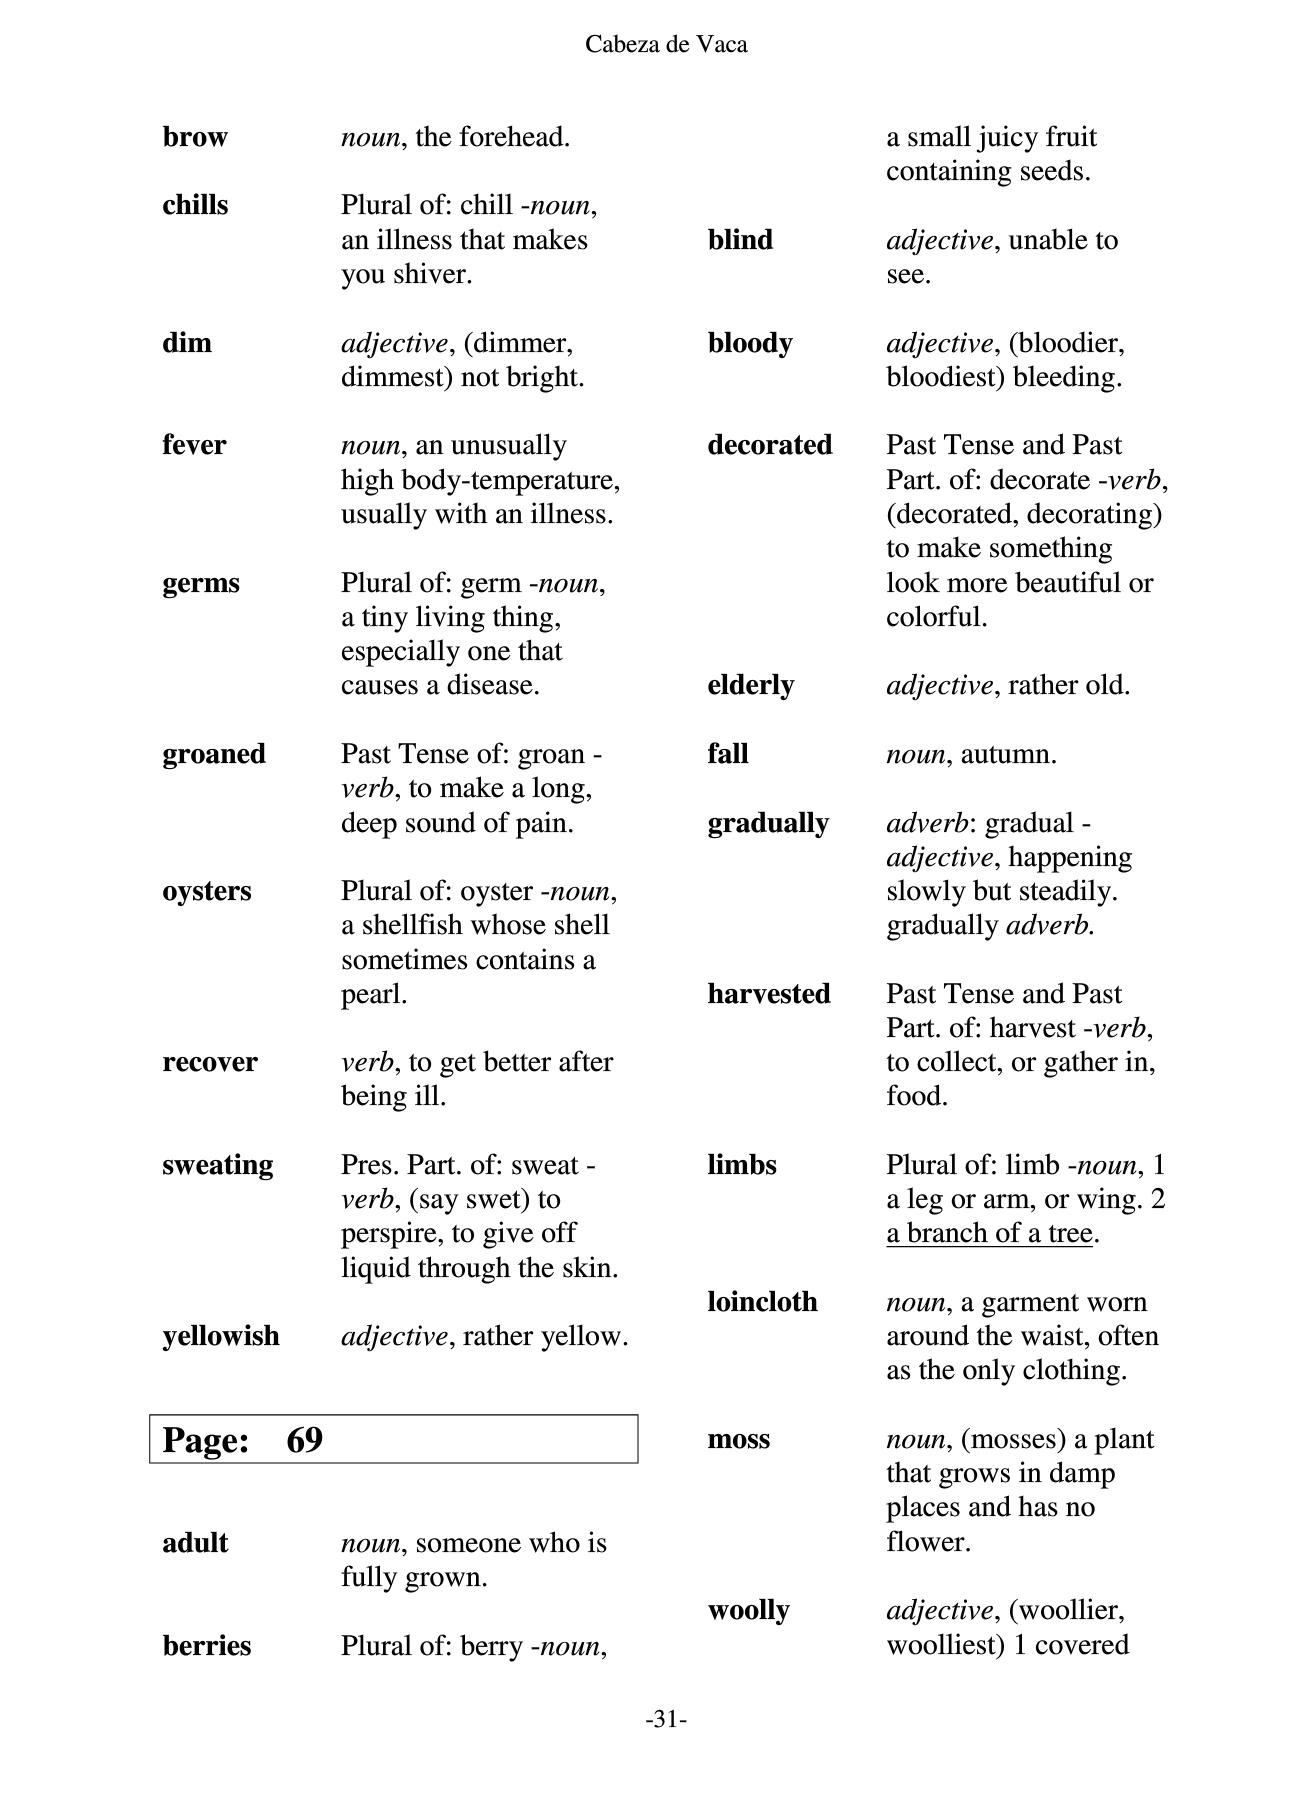 Cabeza de Vaca
brow noun, the forehead.
chills Plural of: chill -noun,
an illness that makes
you shiver.
dim adjective, (dimmer,
dimmest) not bright.
fever noun, an unusually
high body-temperature,
usually with an illness.
germs Plural of: germ -noun,
a tiny living thing,
especially one that
causes a disease.
groaned Past Tense of: groan -
verb, to make a long,
deep sound of pain.
oysters Plural of: oyster -noun,
a shellfish whose shell
sometimes contains a
pearl.
recover verb, to get better after
being ill.
sweating Pres. Part. of: sweat -
verb, (say swet) to
perspire, to give off
liquid through the skin.
yellowish adjective, rather yellow.
Page: 69
adult noun, someone who is
fully grown.
berries Plural of: berry -noun,
a small juicy fruit
containing seeds.
blind adjective, unable to
see.
bloody adjective, (bloodier,
bloodiest) bleeding.
decorated Past Tense and Past
Part. of: decorate -verb,
(decorated, decorating)
to make something
look more beautiful or
colorful.
elderly adjective, rather old.
fall noun, autumn.
gradually adverb: gradual -
adjective, happening
slowly but steadily.
gradually adverb.
harvested Past Tense and Past
Part. of: harvest -verb,
to collect, or gather in,
food.
limbs Plural of: limb -noun, 1
a leg or arm, or wing. 2
a branch of a tree.
loincloth noun, a garment worn
around the waist, often
as the only clothing.
moss noun, (mosses) a plant
that grows in damp
places and has no
flower.
woolly adjective, (woollier,
woolliest) 1 covered
-31-